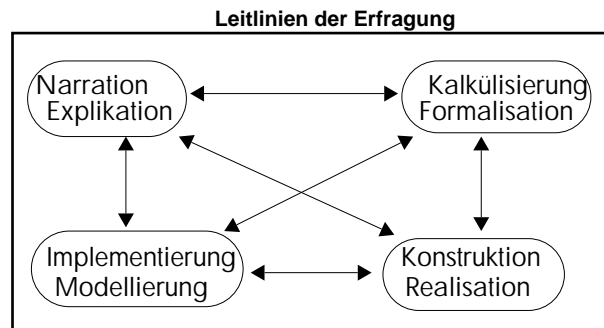 Leitlinien der Erfragung
Narration
Explikation
Kalkülisierung
Formalisation
Implementierung
Modellierung
Konstruktion
Realisation